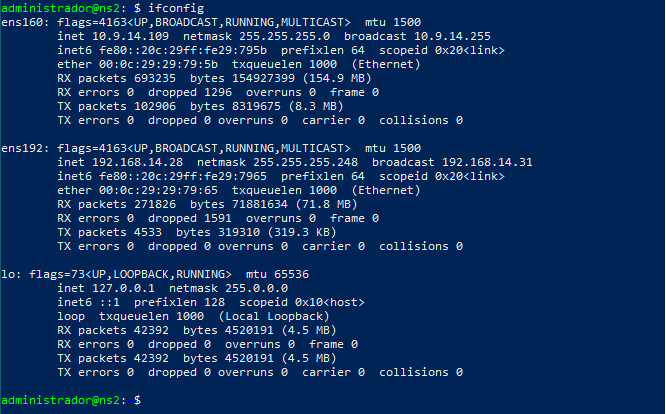 administrador@ns2: ~$ ifconfig
ens160: flags=4163<UP,BROADCAST,RUNNING,MULTICAST>  mtu 1500
        inet 10.9.14.109  netmask 255.255.255.0  broadcast 10.9.14.255
        inet6 fe80::20c:29ff:fe29:795b  prefixlen 64  scopeid 0x20<link>
        ether 00:0c:29:29:79:5b  txqueuelen 1000  (Ethernet)
        RX packets 693235  bytes 154927399 (154.9 MB)
        RX errors 0  dropped 1296  overruns 0  frame 0
        TX packets 102906  bytes 8319675 (8.3 MB)
        TX errors 0  dropped 0 overruns 0  carrier 0  collisions 0

ens192: flags=4163<UP,BROADCAST,RUNNING,MULTICAST>  mtu 1500
        inet 192.168.14.28  netmask 255.255.255.248  broadcast 192.168.14.31
        inet6 fe80::20c:29ff:fe29:7965  prefixlen 64  scopeid 0x20<link>
        ether 00:0c:29:29:79:65  txqueuelen 1000  (Ethernet)
        RX packets 271826  bytes 71881634 (71.8 MB)
        RX errors 0  dropped 1591  overruns 0  frame 0
        TX packets 4533  bytes 319310 (319.3 KB)
        TX errors 0  dropped 0 overruns 0  carrier 0  collisions 0

lo: flags=73<UP,LOOPBACK,RUNNING>  mtu 65536
        inet 127.0.0.1  netmask 255.0.0.0
        inet6 ::1  prefixlen 128  scopeid 0x10<host>
        loop  txqueuelen 1000  (Local Loopback)
        RX packets 42392  bytes 4520191 (4.5 MB)
        RX errors 0  dropped 0  overruns 0  frame 0
        TX packets 42392  bytes 4520191 (4.5 MB)
        TX errors 0  dropped 0 overruns 0  carrier 0  collisions 0

administrador@ns2: ~$